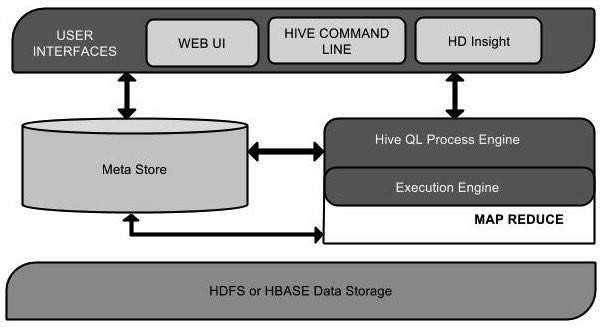 USER
INTERFACES
WEB UI
HIVE COMMAND
LINE
HD Insight
Meta Store
Hive QL Process Engine
Execution Engine
MAP REDUCE
HDFS or HBASE Data Storage